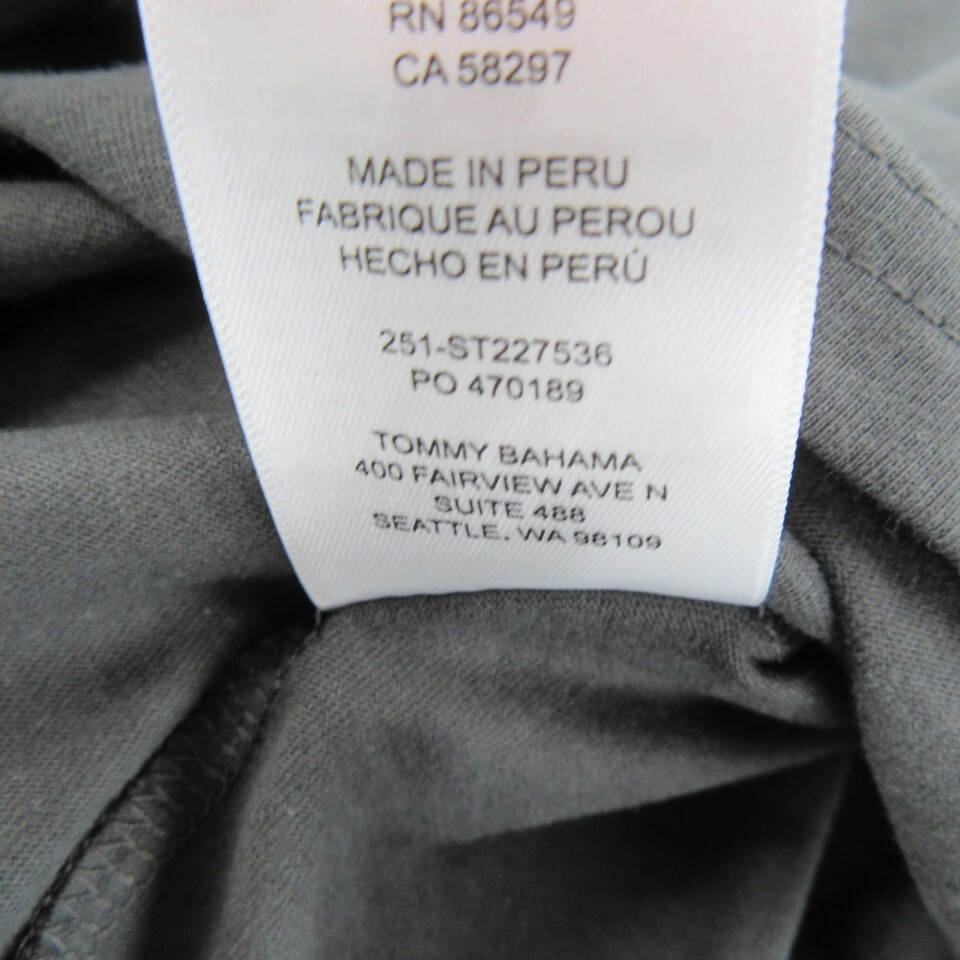 RN 86549
CA 58297
MADE IN PERU
FABRIQUE AU PEROU
HECHO EN PERÚ
251-ST227536
PO 470189
TOMMY BAHAMA
400 FAIRVIEW AVE N
SUITE 488
SEATTLE, WA 98109